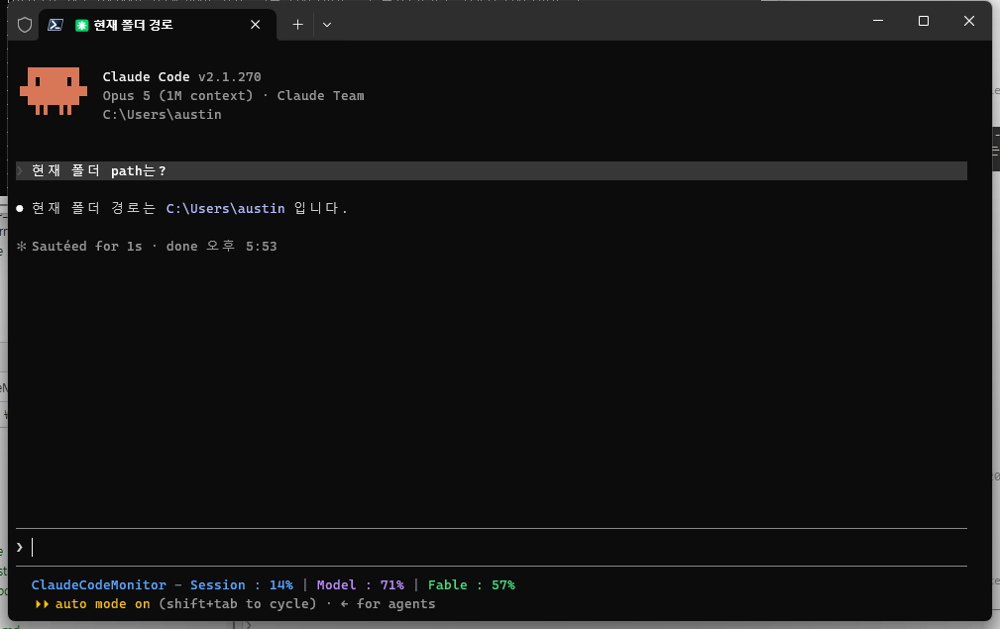 현재 폴더 경로
Claude Code v2.1.270
Opus 5 (1M context) · Claude Team
C:\Users\austin
❯ 현재 폴더 path는?
● 현재 폴더 경로는 C:\Users\austin 입니다.
✻ Sautéed for 1s · done 오후 5:53
❯
ClaudeCodeMonitor - Session : 14% | Model : 71% | Fable : 57%
⏵⏵ auto mode on (shift+tab to cycle) · ← for agents